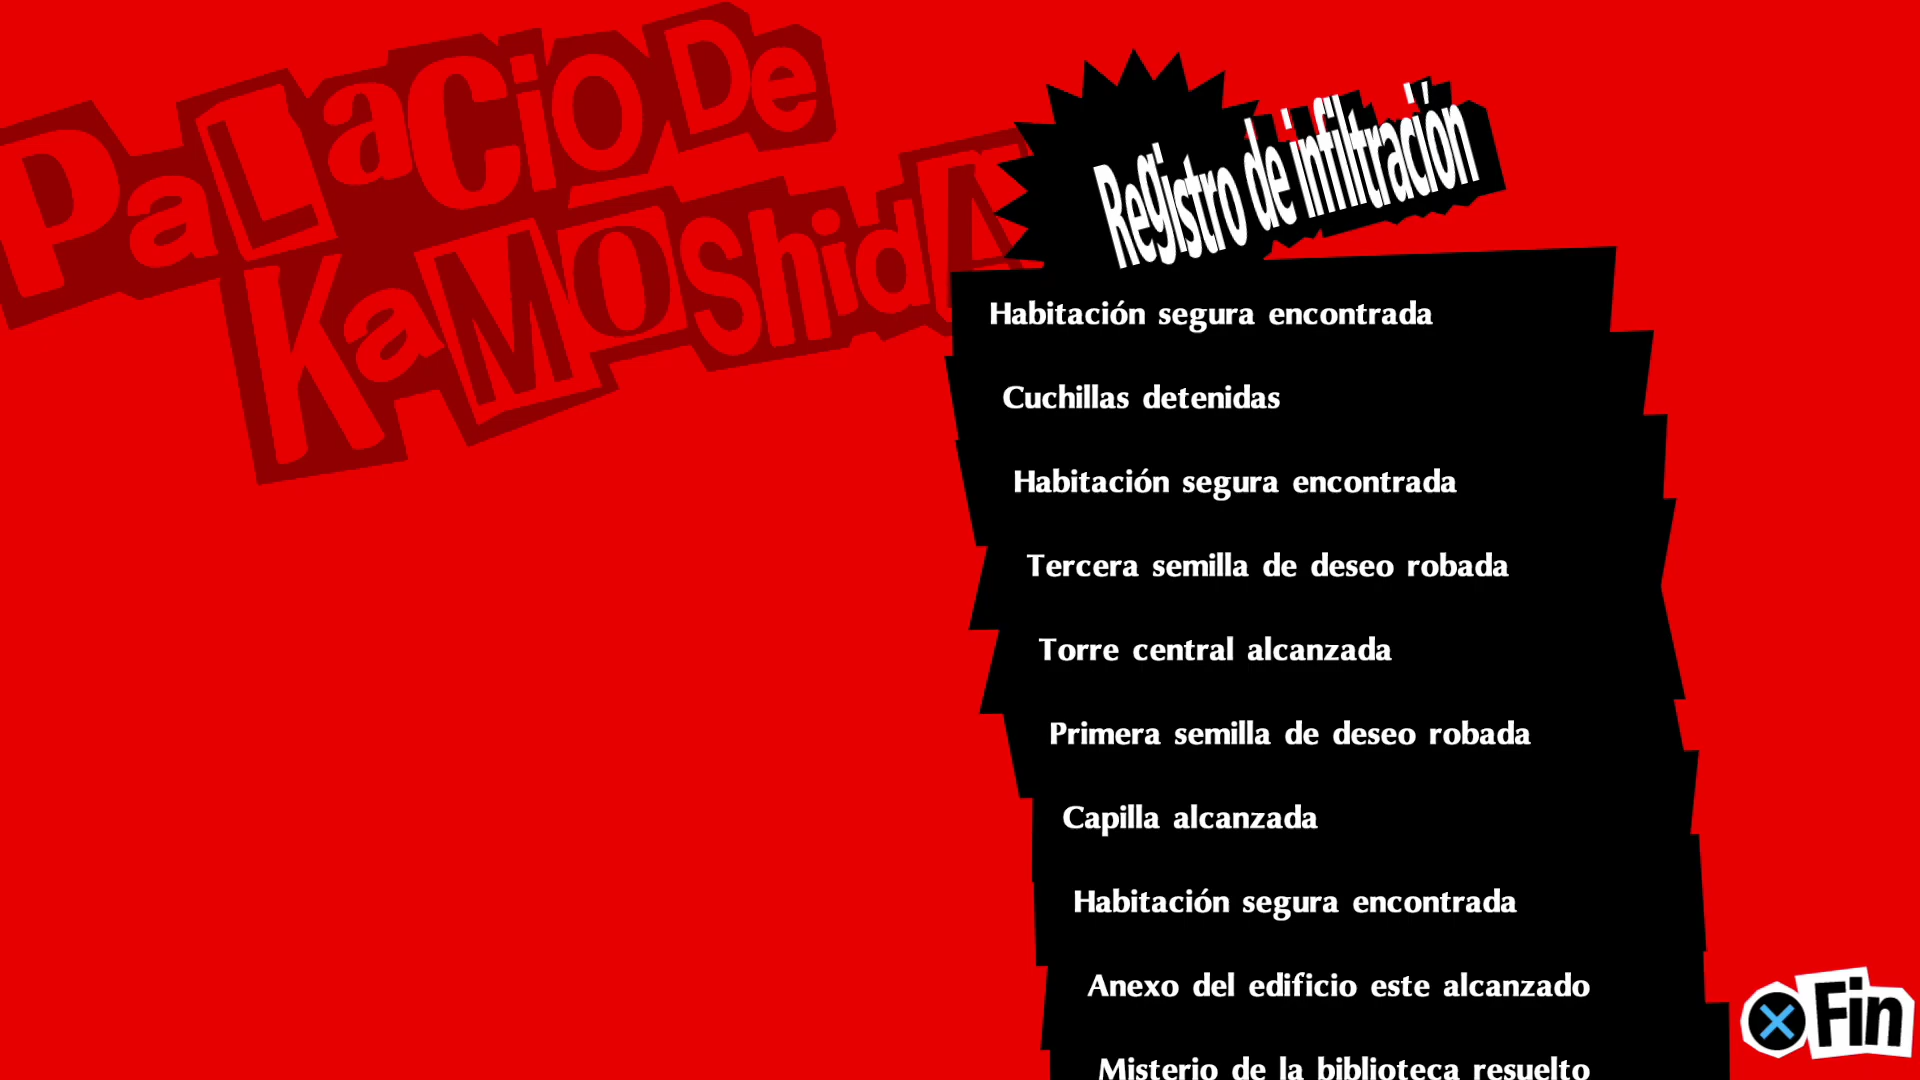 PaLaCiO De
KaMOShidA
Registro de infiltración
Habitación segura encontrada
Cuchillas detenidas
Habitación segura encontrada
Tercera semilla de deseo robada
Torre central alcanzada
Primera semilla de deseo robada
Capilla alcanzada
Habitación segura encontrada
Anexo del edificio este alcanzado
Misterio de la biblioteca resuelto
Fin